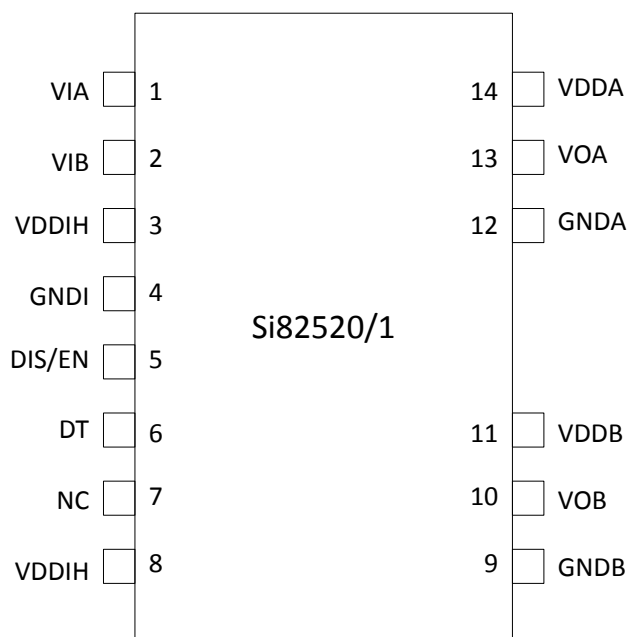 VIA 1 14 VDDA
VIB 2 13 VOA
VDDIH 3 12 GNDA
GNDI 4
Si82520/1
DIS/EN 5
DT 6 11 VDDB
NC 7 10 VOB
VDDIH 8 9 GNDB